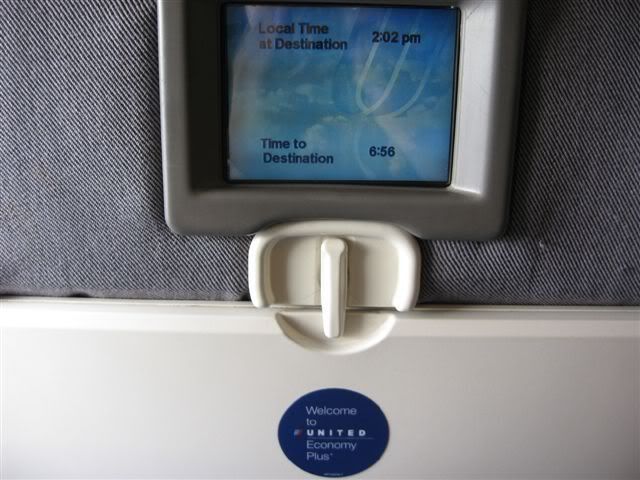 Local Time
at Destination 2:02 pm
Time to
Destination 6:56
Welcome
to
UNITED
Economy
Plus